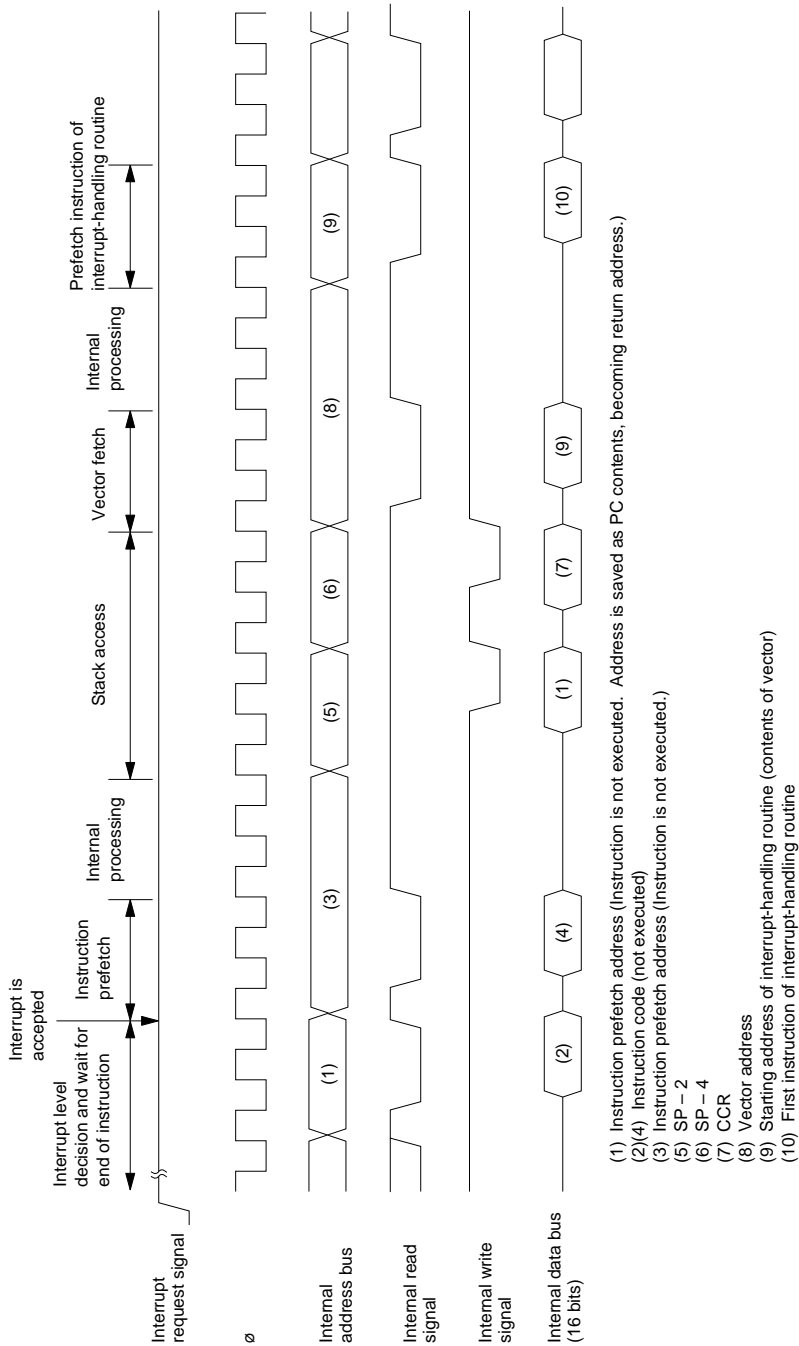 Interrupt is
accepted
Interrupt level
decision and wait for
end of instruction
Instruction
prefetch
Internal
processing
Stack access
Vector fetch
Internal
processing
Prefetch instruction of
interrupt-handling routine
Interrupt
request signal
ø
Internal
address bus
(1)
(3)
(5)
(6)
(8)
(9)
Internal read
signal
Internal write
signal
Internal data bus
(16 bits)
(2)
(4)
(1)
(7)
(9)
(10)
(1) Instruction prefetch address (Instruction is not executed. Address is saved as PC contents, becoming return address.)
(2)(4) Instruction code (not executed)
(3) Instruction prefetch address (Instruction is not executed.)
(5) SP – 2
(6) SP – 4
(7) CCR
(8) Vector address
(9) Starting address of interrupt-handling routine (contents of vector)
(10) First instruction of interrupt-handling routine